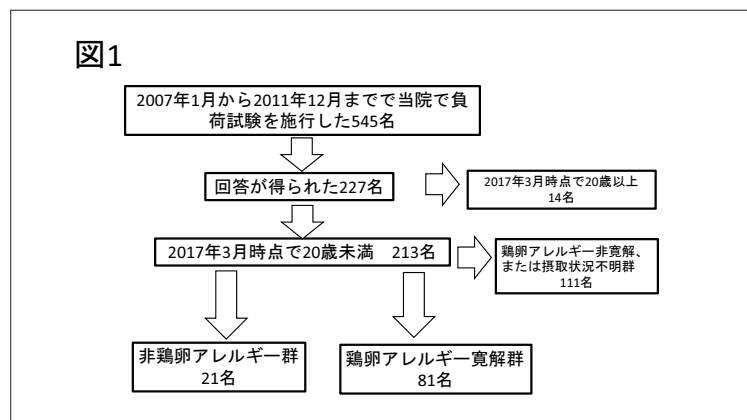 図1
2007年1月から2011年12月までで当院で負
荷試験を施行した545名
回答が得られた227名
2017年3月時点で20歳以上
14名
2017年3月時点で20歳未満　213名
鶏卵アレルギー非寛解、
または摂取状況不明群
111名
非鶏卵アレルギー群
21名
鶏卵アレルギー寛解群
81名